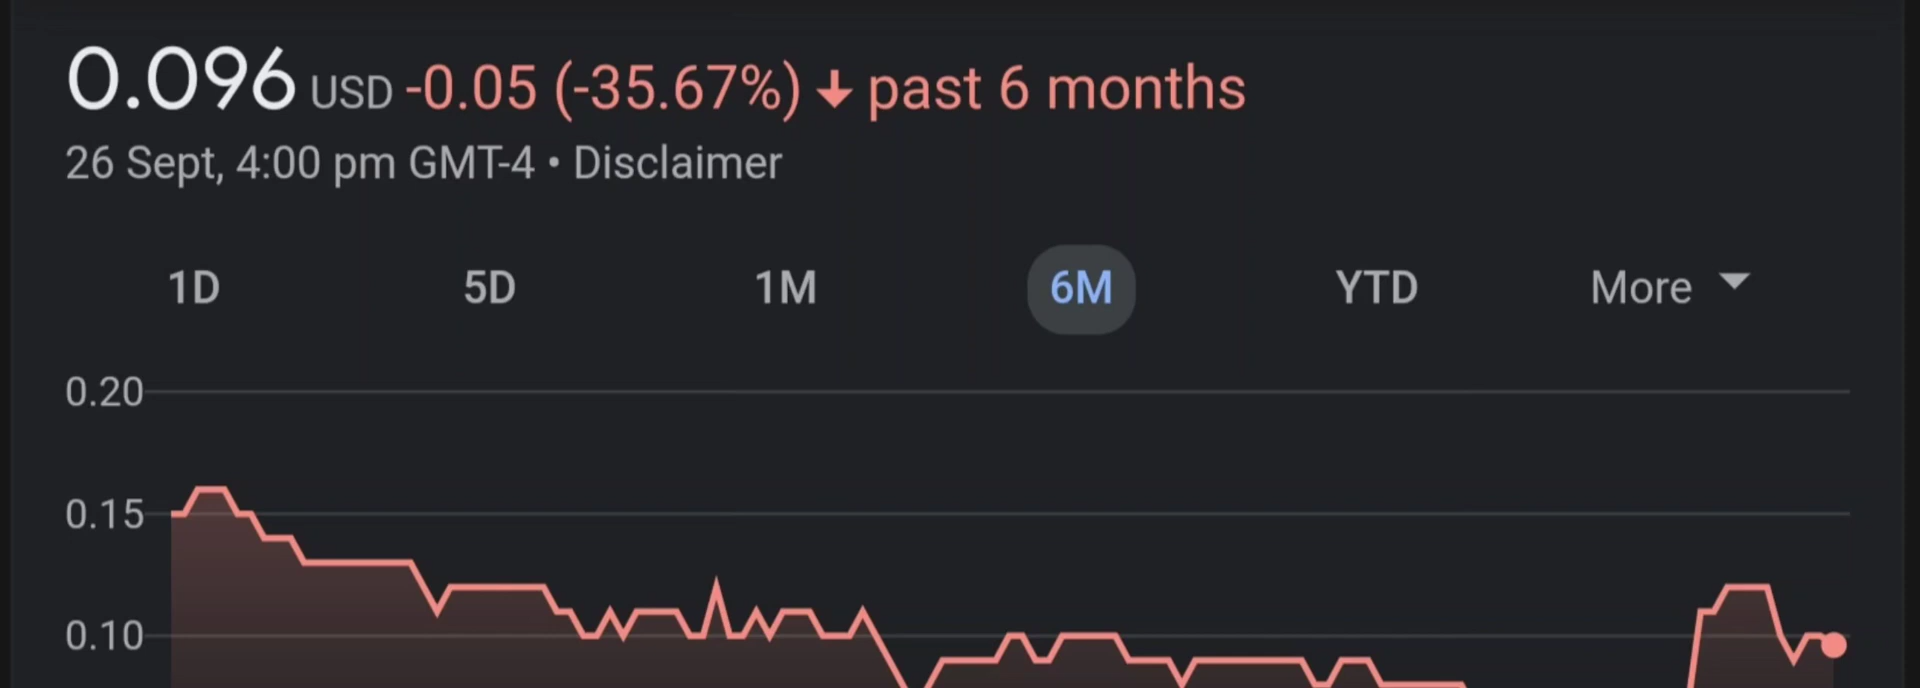 0.096 USD -0.05 (-35.67%) ↓ past 6 months
26 Sept, 4:00 pm GMT-4 • Disclaimer
1D 5D 1M 6M YTD More
0.20
0.15
0.10